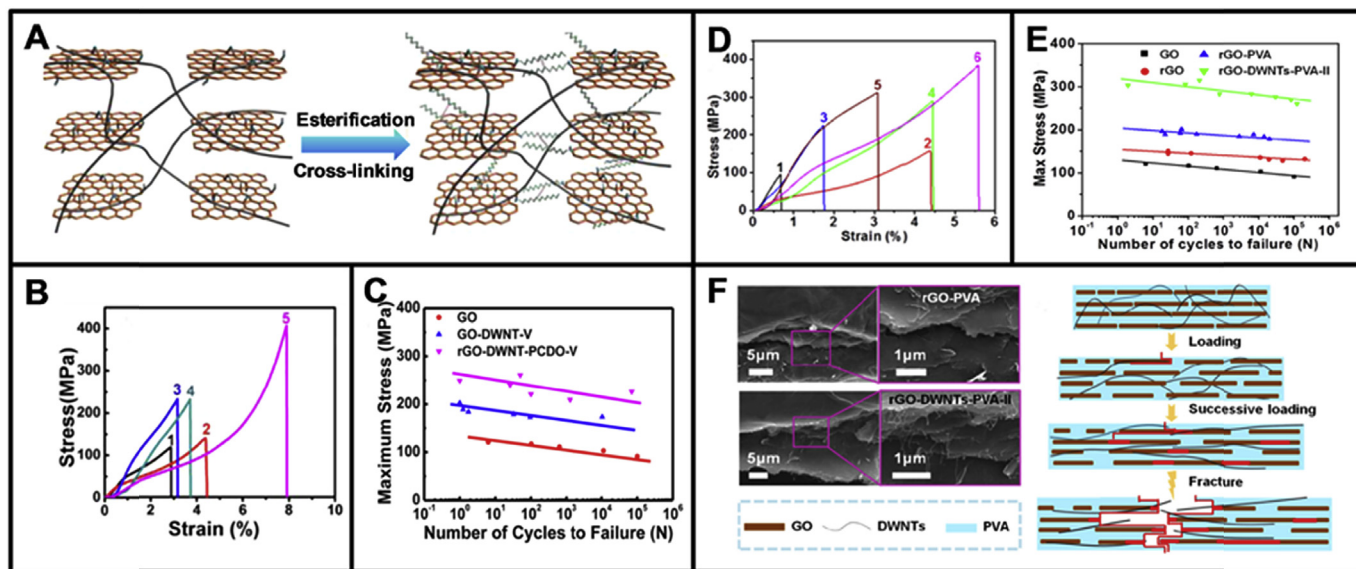 A
Esterification
Cross-linking
B
Stress(MPa)
400
300
200
100
0
1
2
3
4
5
0 2 4 6 8 10
Strain (%)
C
Maximum Stress (MPa)
400
300
200
100
0
GO
GO-DWNT-V
rGO-DWNT-PCDO-V
10⁻¹ 10⁰ 10¹ 10² 10³ 10⁴ 10⁵ 10⁶
Number of Cycles to Failure (N)
D
Stress(MPa)
400
300
200
100
0
1
2
3
4
5
6
0 1 2 3 4 5 6
Strain (%)
E
Max Stress (MPa)
400
300
200
100
0
GO rGO-PVA
rGO rGO-DWNTs-PVA-II
10⁻¹ 10⁰ 10¹ 10² 10³ 10⁴ 10⁵ 10⁶
Number of cycles to failure (N)
F
rGO-PVA
5μm
1μm
rGO-DWNTs-PVA-II
5μm
1μm
GO DWNTs PVA
Loading
Successive loading
Fracture